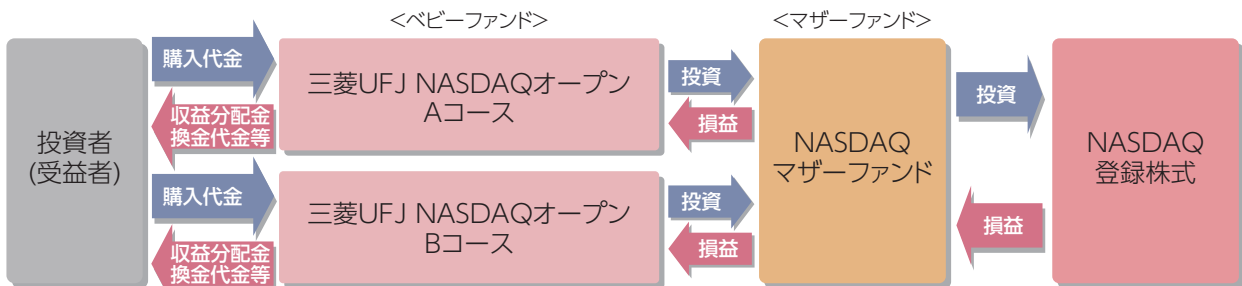 <ベビーファンド>
<マザーファンド>
投資者
(受益者)
購入代金
収益分配金
換金代金等
三菱UFJ NASDAQオープン
Aコース
投資
損益
購入代金
収益分配金
換金代金等
三菱UFJ NASDAQオープン
Bコース
投資
損益
NASDAQ
マザーファンド
投資
損益
NASDAQ
登録株式